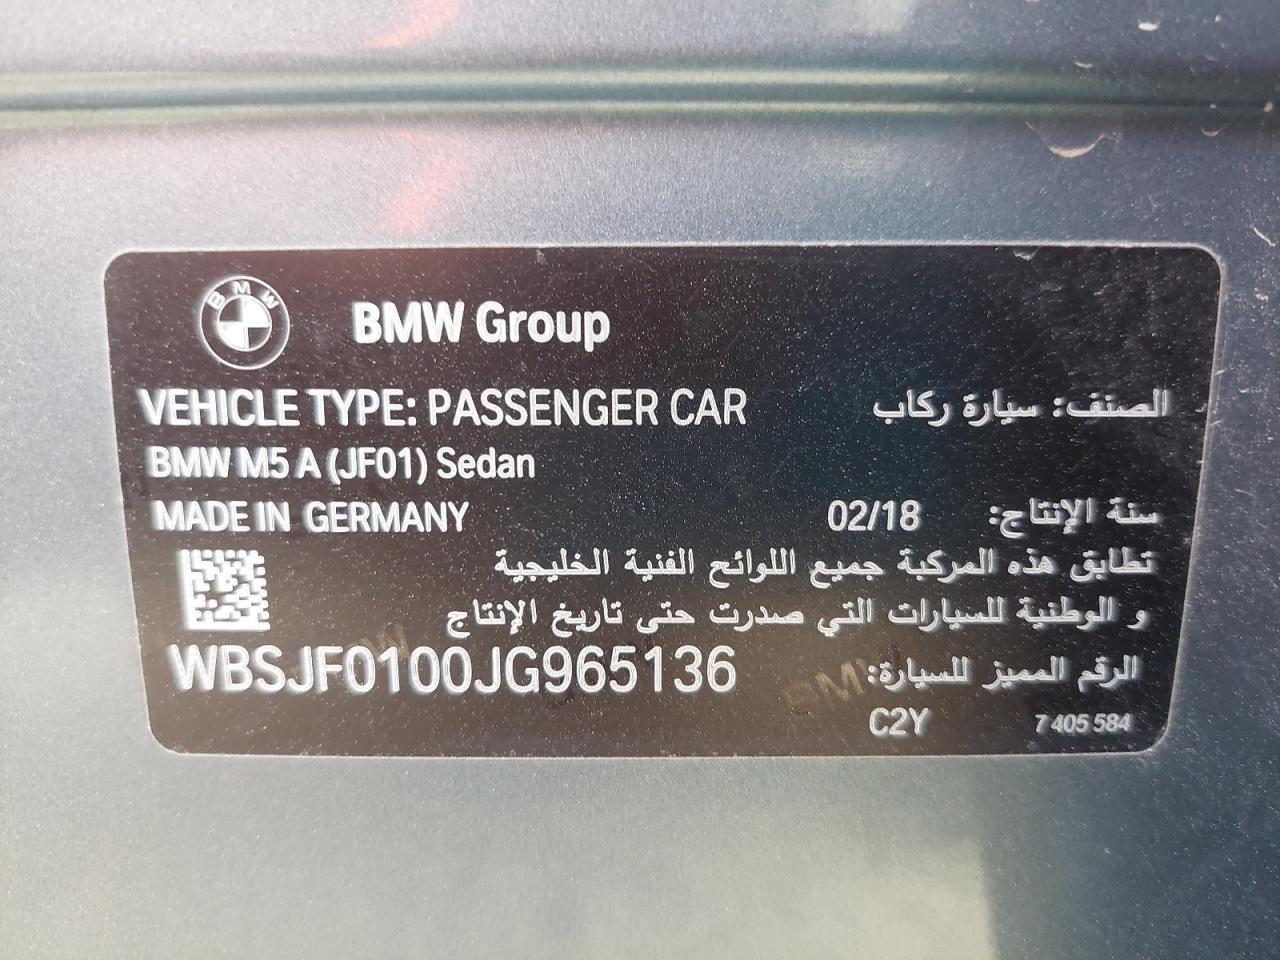 BMW
BMW Group
VEHICLE TYPE: PASSENGER CAR الصنف: سيارة ركاب
BMW M5 A (JF01) Sedan
MADE IN GERMANY 02/18 سنة الإنتاج:
تطابق هذه المركبة جميع اللوائح الفنية الخليجية
و الوطنية للسيارات التي صدرت حتى تاريخ الإنتاج
WBSJF0100JG965136 الرقم المميز للسيارة:
C2Y 7 405 584